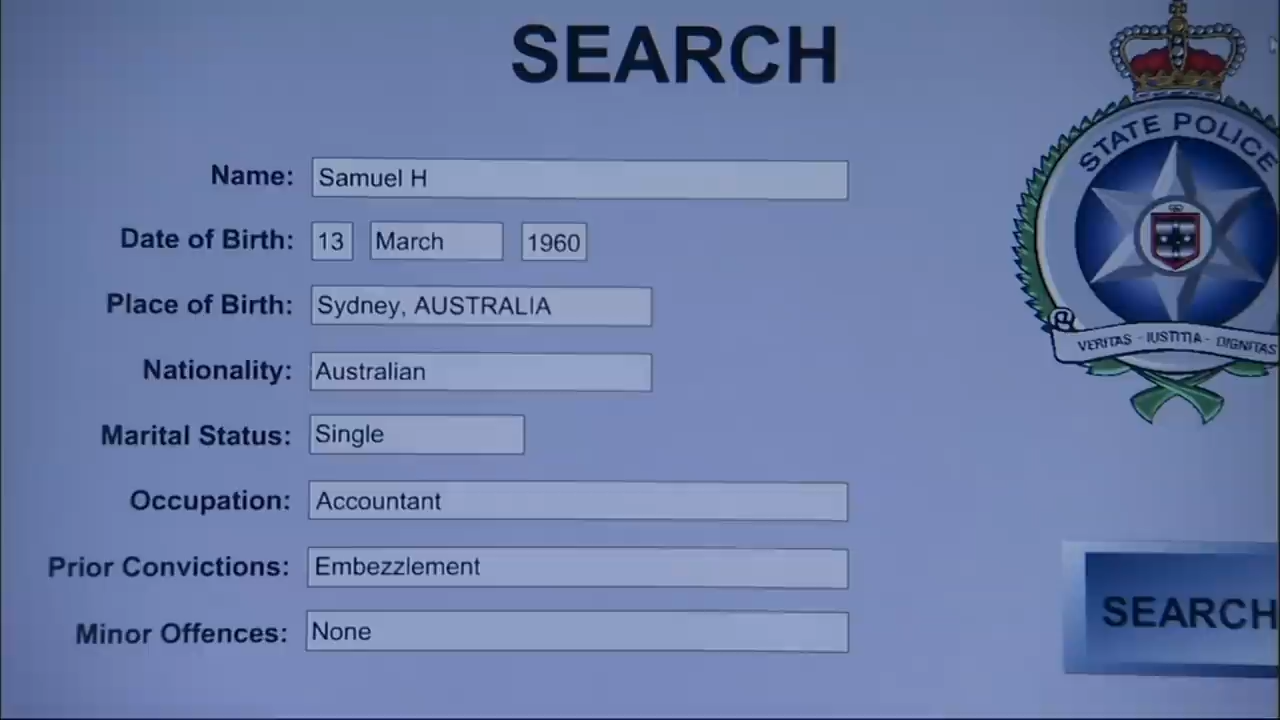 SEARCH
STATE POLICE
Name: Samuel H
Date of Birth: 13 March 1960
Place of Birth: Sydney, AUSTRALIA
VERITAS - IUSTITIA - DIGNITAS
Nationality: Australian
Marital Status: Single
Occupation: Accountant
Prior Convictions: Embezzlement
SEARCH
Minor Offences: None